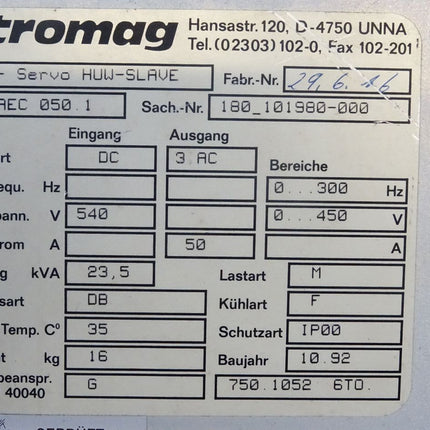 tromag Hansastr. 120, D-4750 UNNA
Tel. (02303) 102-0, Fax 102-201
- Servo HUW-SLAVE Fabr.-Nr. 29.6.
AEC 050.1 Sach.-Nr. 180_101980-000
Eingang Ausgang
rt DC 3 AC Bereiche
equ. Hz 0...300 Hz
ann. V 540 0...450 V
rom A 50 A
g kVA 23,5 Lastart M
sart DB Kühlart F
Temp. C° 35 Schutzart IP00
t kg 16 Baujahr 10.92
beanspr. G 750.1052 6TO.
40040